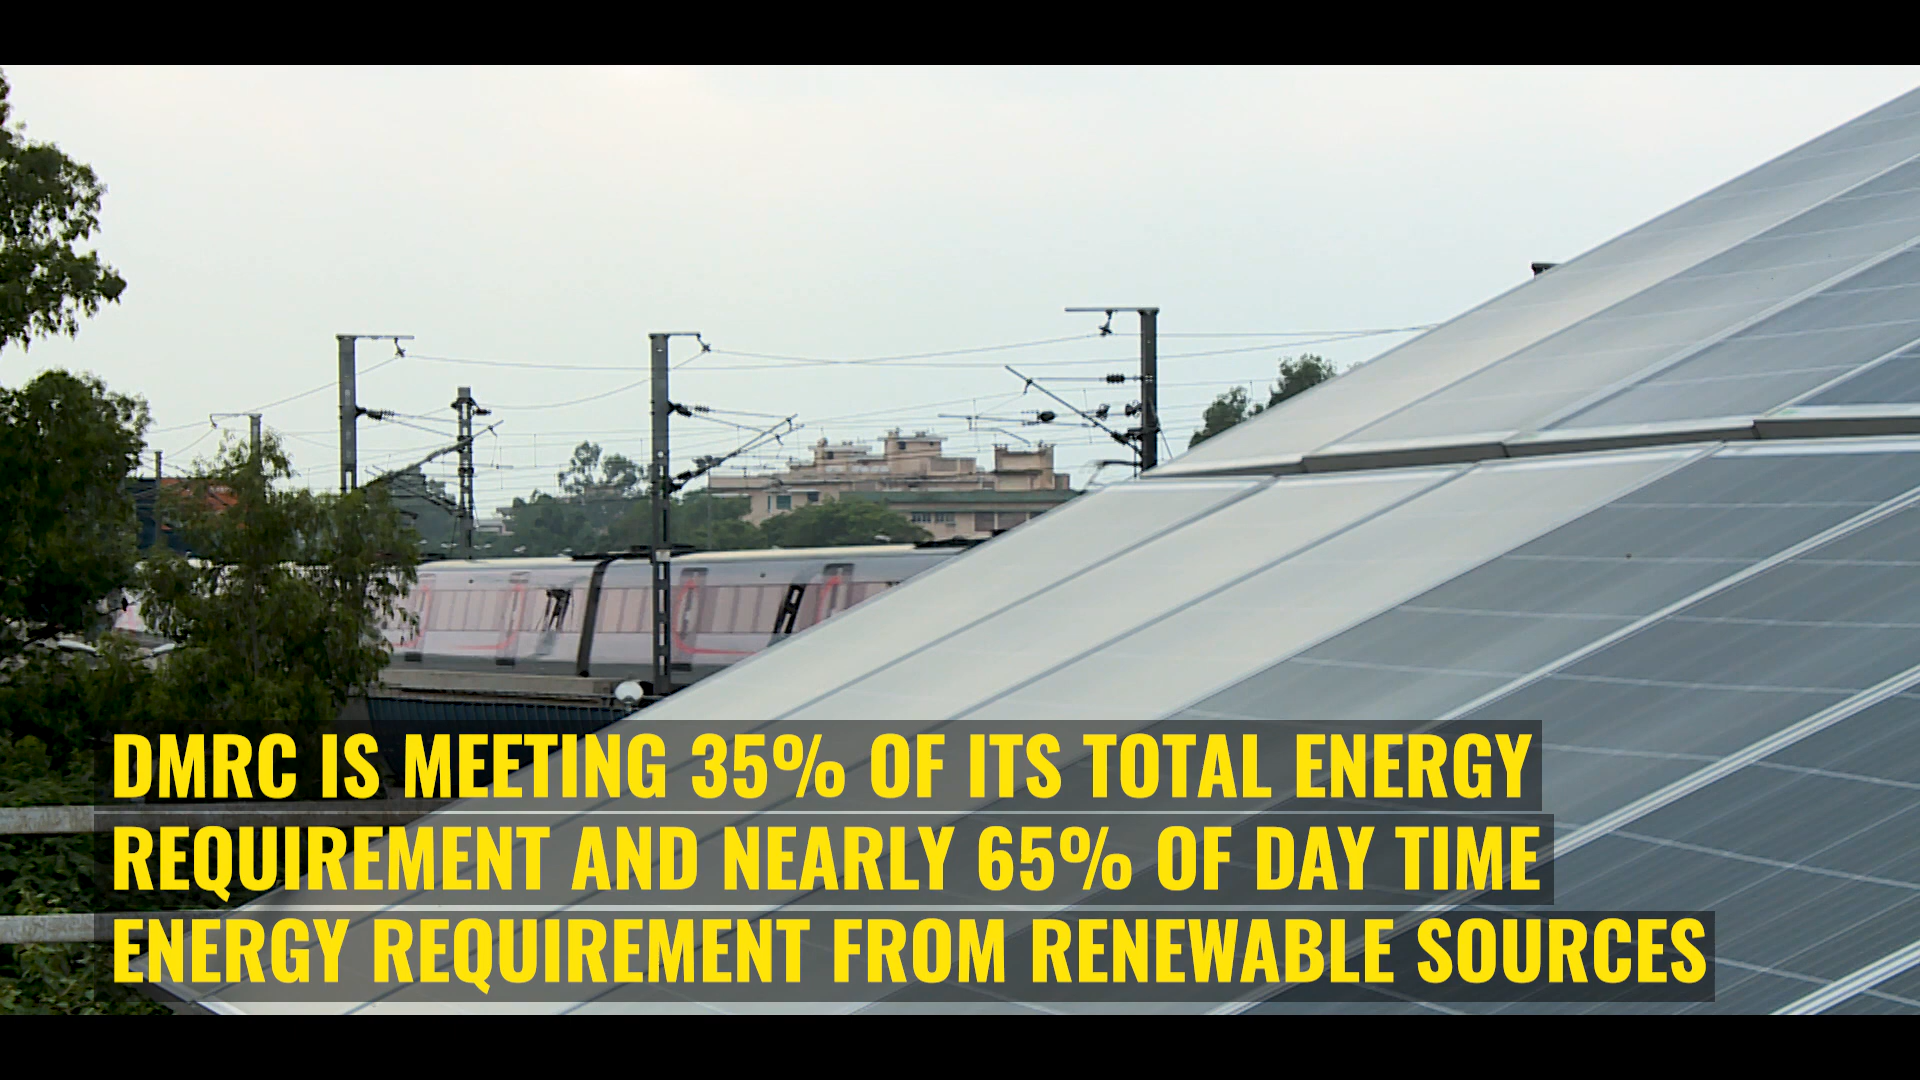 DMRC IS MEETING 35% OF ITS TOTAL ENERGY
REQUIREMENT AND NEARLY 65% OF DAY TIME
ENERGY REQUIREMENT FROM RENEWABLE SOURCES